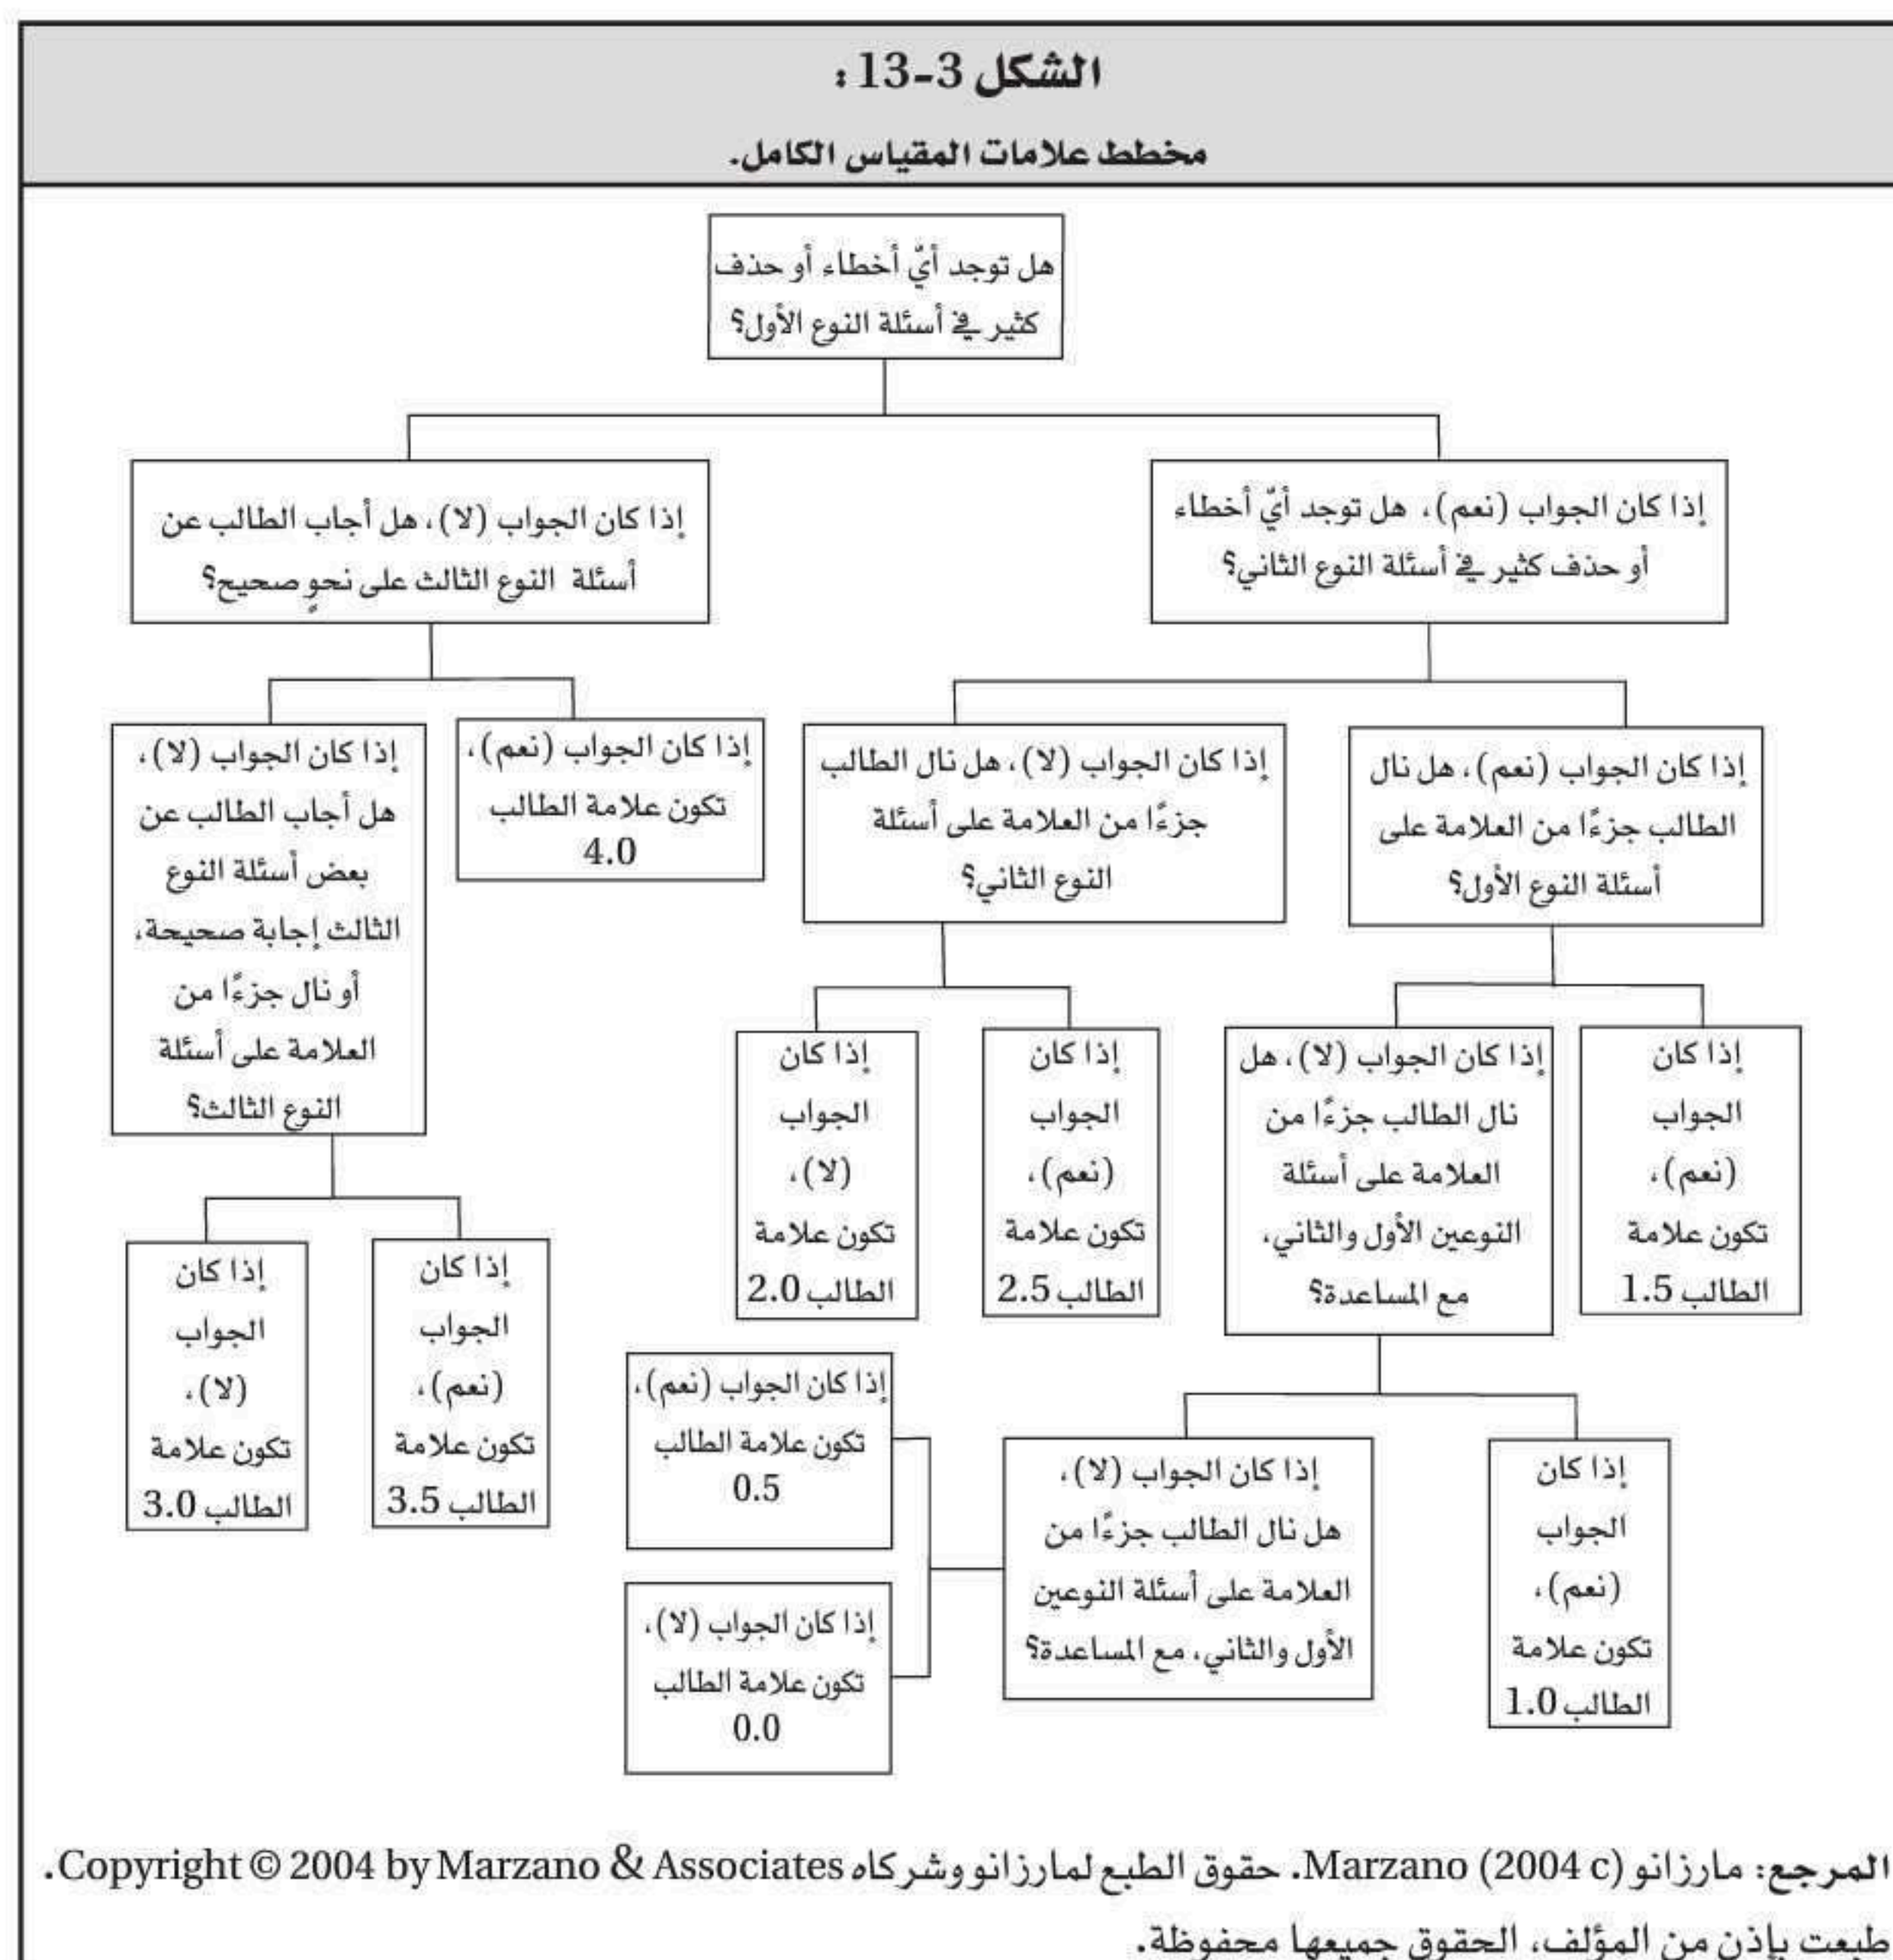 الشكل 3-13:
مخطط علامات المقياس الكامل.
هل توجد أيّ أخطاء أو حذف
كثير في أسئلة النوع الأول؟
إذا كان الجواب (نعم)، هل توجد أيّ أخطاء
أو حذف كثير في أسئلة النوع الثاني؟
إذا كان الجواب (لا)، هل أجاب الطالب عن
أسئلة النوع الثالث على نحوٍ صحيح؟
إذا كان الجواب (نعم)، هل نال
الطالب جزءًا من العلامة على
أسئلة النوع الأول؟
إذا كان الجواب (لا)، هل نال الطالب
جزءًا من العلامة على أسئلة
النوع الثاني؟
إذا كان الجواب (نعم)،
تكون علامة الطالب
4.0
إذا كان الجواب (لا)،
هل أجاب الطالب عن
بعض أسئلة النوع
الثالث إجابة صحيحة،
أو نال جزءًا من
العلامة على أسئلة
النوع الثالث؟
إذا كان
الجواب
(نعم)،
تكون علامة
الطالب 1.5
إذا كان الجواب (لا)، هل
نال الطالب جزءًا من
العلامة على أسئلة
النوعين الأول والثاني،
مع المساعدة؟
إذا كان
الجواب
(نعم)،
تكون علامة
الطالب 2.5
إذا كان
الجواب
(لا)،
تكون علامة
الطالب 2.0
إذا كان
الجواب
(نعم)،
تكون علامة
الطالب 3.5
إذا كان
الجواب
(لا)،
تكون علامة
الطالب 3.0
إذا كان
الجواب
(نعم)،
تكون علامة
الطالب 1.0
إذا كان الجواب (لا)،
هل نال الطالب جزءًا من
العلامة على أسئلة النوعين
الأول والثاني، مع المساعدة؟
إذا كان الجواب (نعم)،
تكون علامة الطالب
0.5
إذا كان الجواب (لا)،
تكون علامة الطالب
0.0
المرجع: مارزانو Marzano (2004 c). حقوق الطبع لمارزانو وشركاه Copyright © 2004 by Marzano & Associates.
طبعت بإذن من المؤلف، الحقوق جميعها محفوظة.